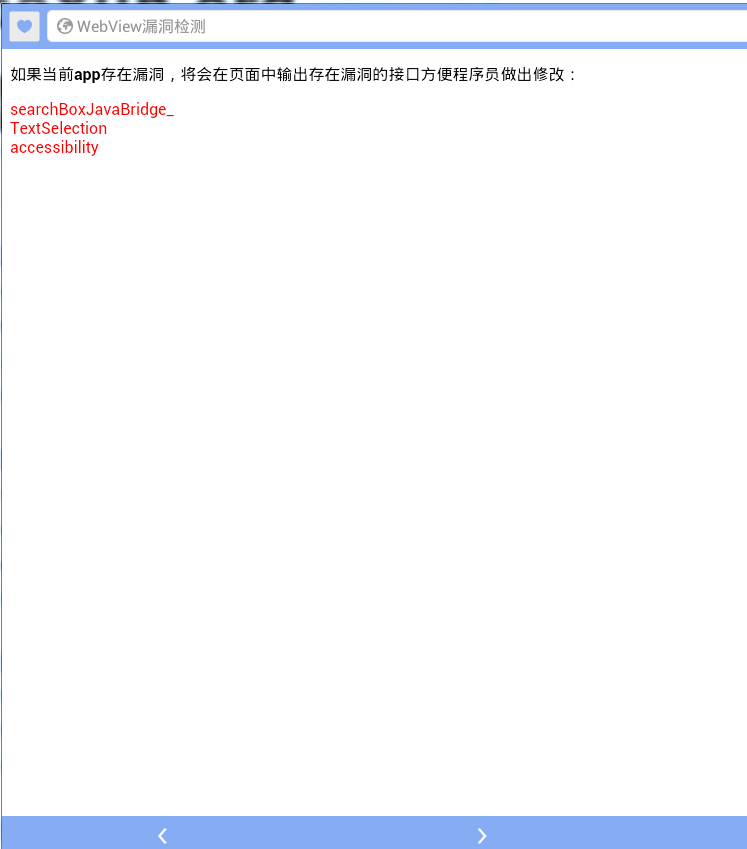 WebView漏洞检测
如果当前app存在漏洞，将会在页面中输出存在漏洞的接口方便程序员做出修改：
searchBoxJavaBridge_
TextSelection
accessibility